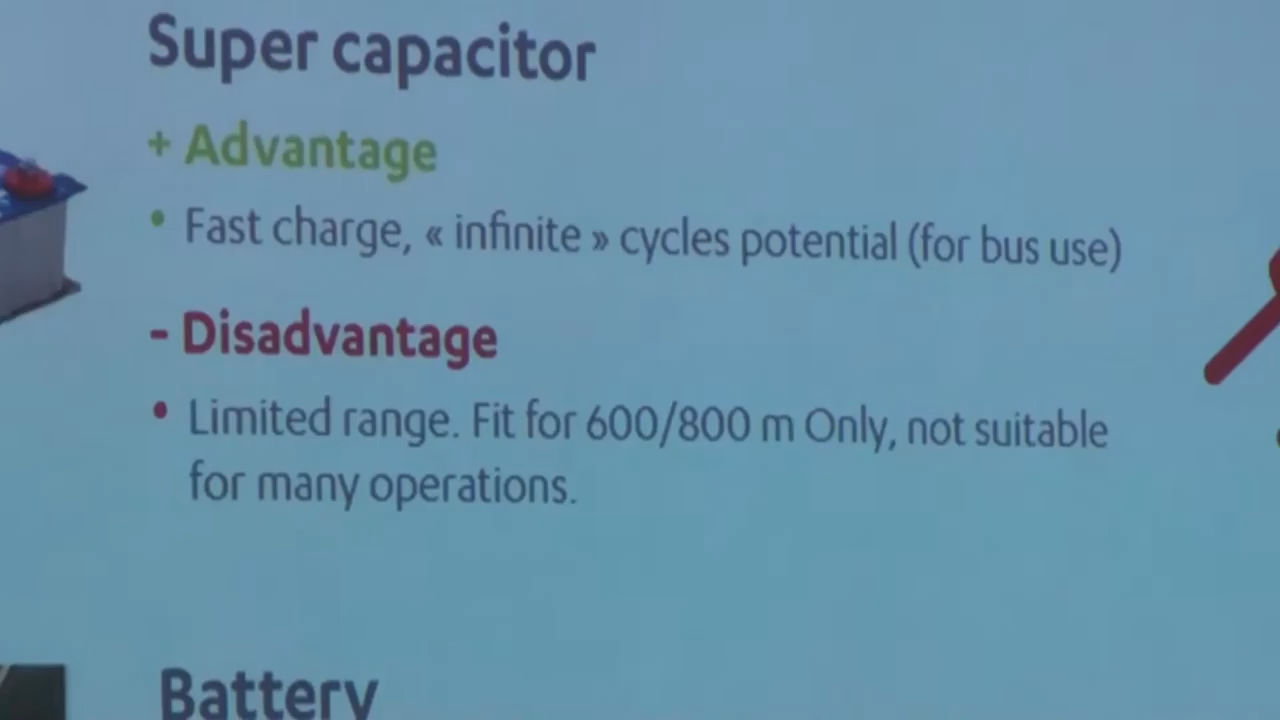 Super capacitor
+ Advantage
• Fast charge, « infinite » cycles potential (for bus use)
- Disadvantage
• Limited range. Fit for 600/800 m Only, not suitable
for many operations.
Battery